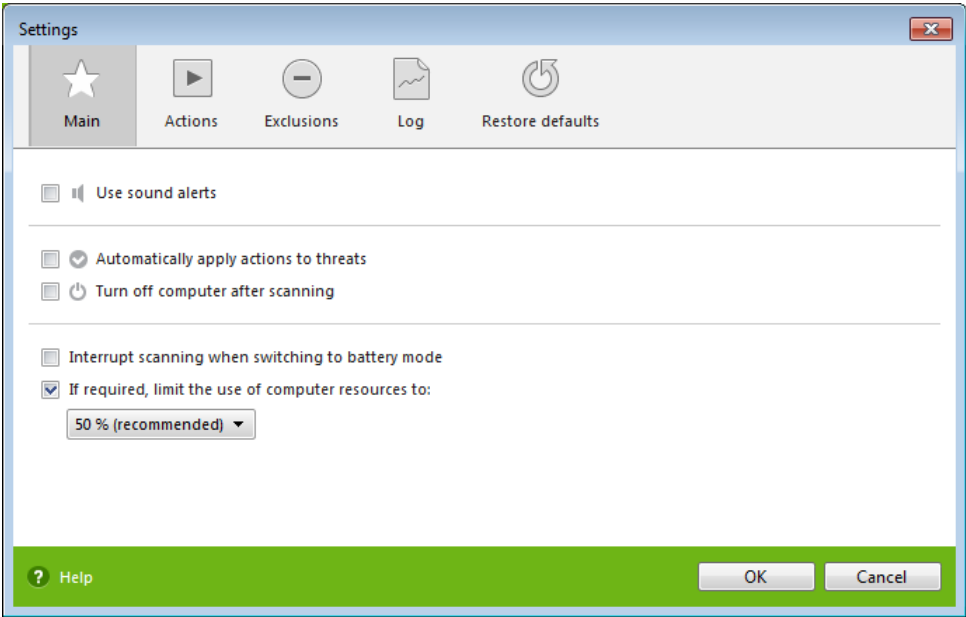 Settings
Main Actions Exclusions Log Restore defaults
Use sound alerts
Automatically apply actions to threats
Turn off computer after scanning
Interrupt scanning when switching to battery mode
If required, limit the use of computer resources to:
50 % (recommended)
? Help OK Cancel